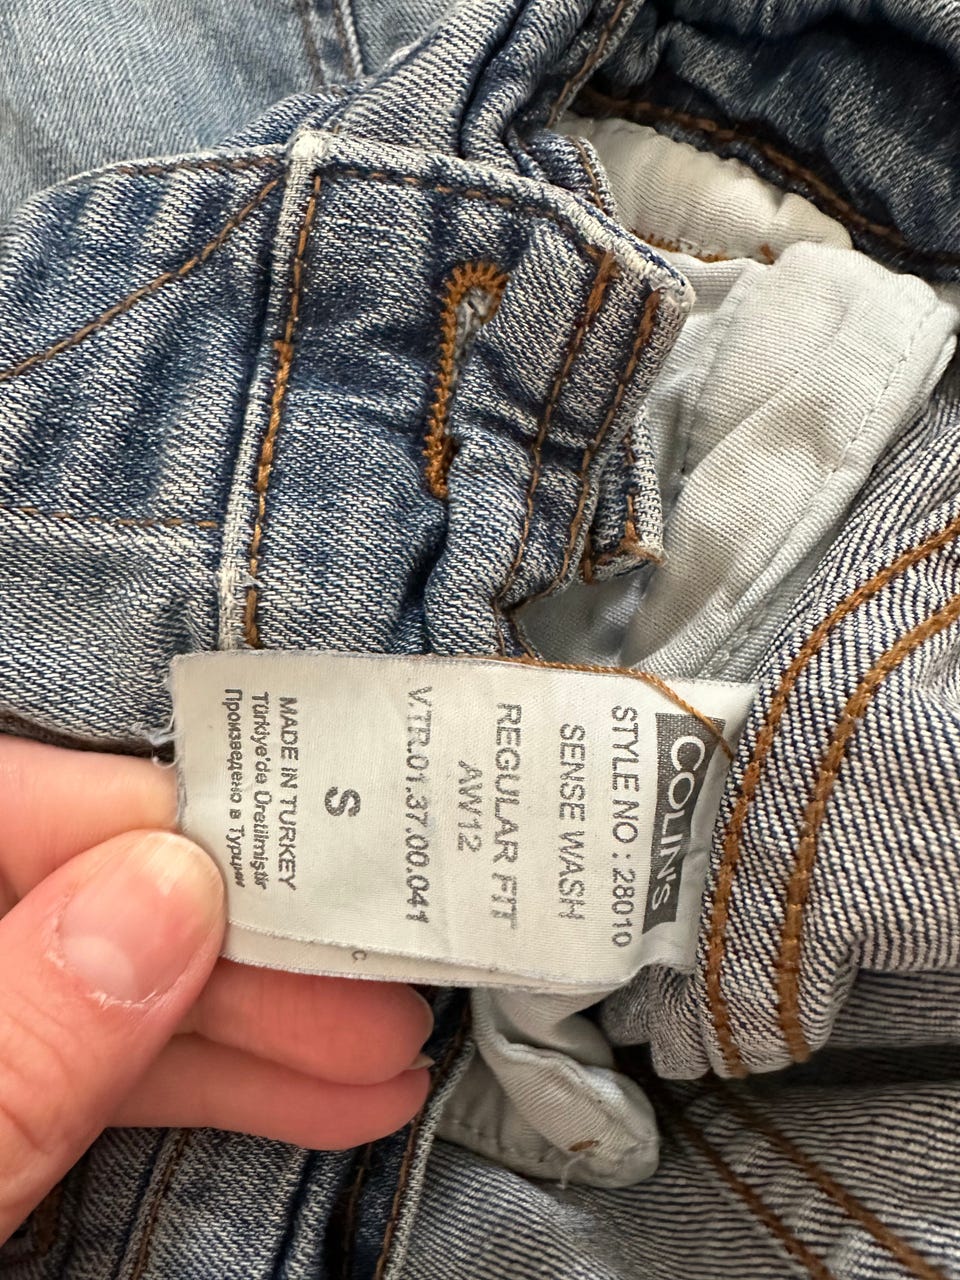 COLIN'S
STYLE NO : 28010
SENSE WASH
REGULAR FIT
AW12
VTR.01.37.00.041
S
MADE IN TURKEY
Türkiye'de Üretilmiştir
Произведено в Турции